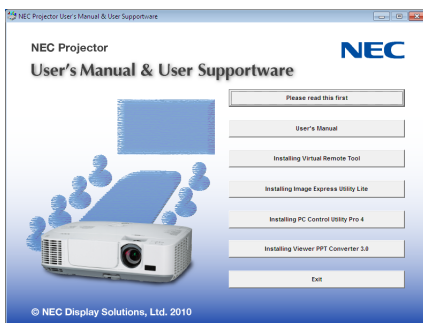 NEC Projector User's Manual & User Supportware
NEC Projector
NEC
User's Manual & User Supportware
Please read this first
User's Manual
Installing Virtual Remote Tool
Installing Image Express Utility Lite
Installing PC Control Utility Pro 4
Installing Viewer PPT Converter 3.0
Exit
© NEC Display Solutions, Ltd. 2010